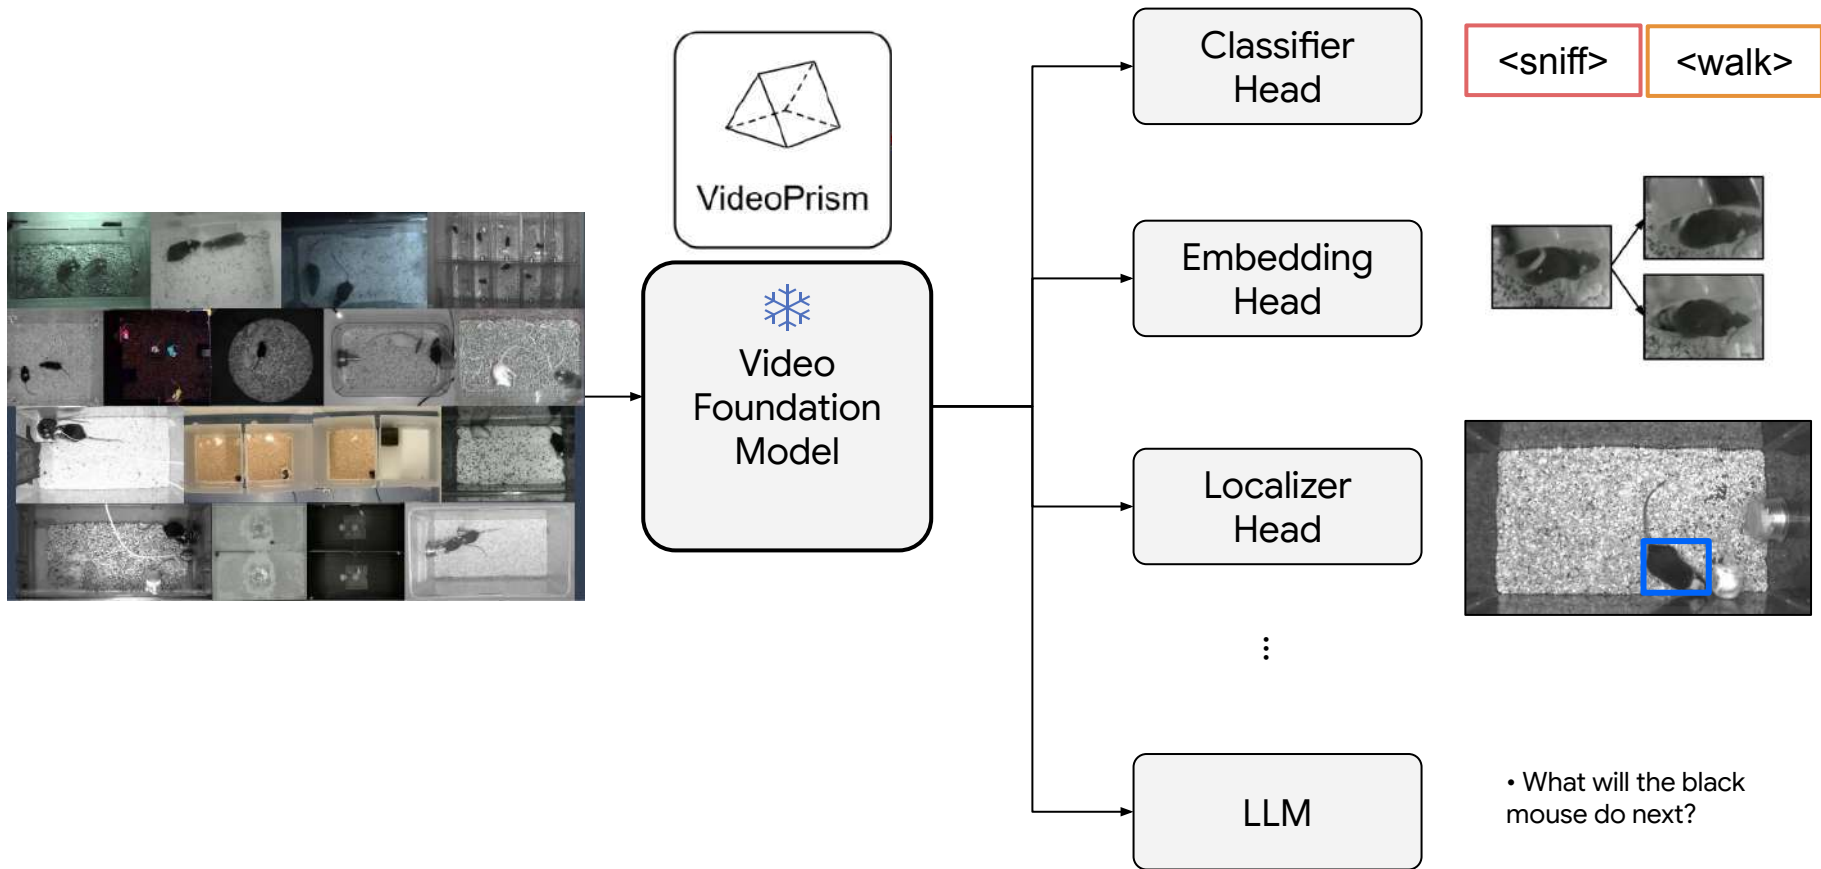 VideoPrism
Video
Foundation
Model
Classifier
Head
<sniff>
<walk>
Embedding
Head
Localizer
Head
⋮
LLM
• What will the black
mouse do next?